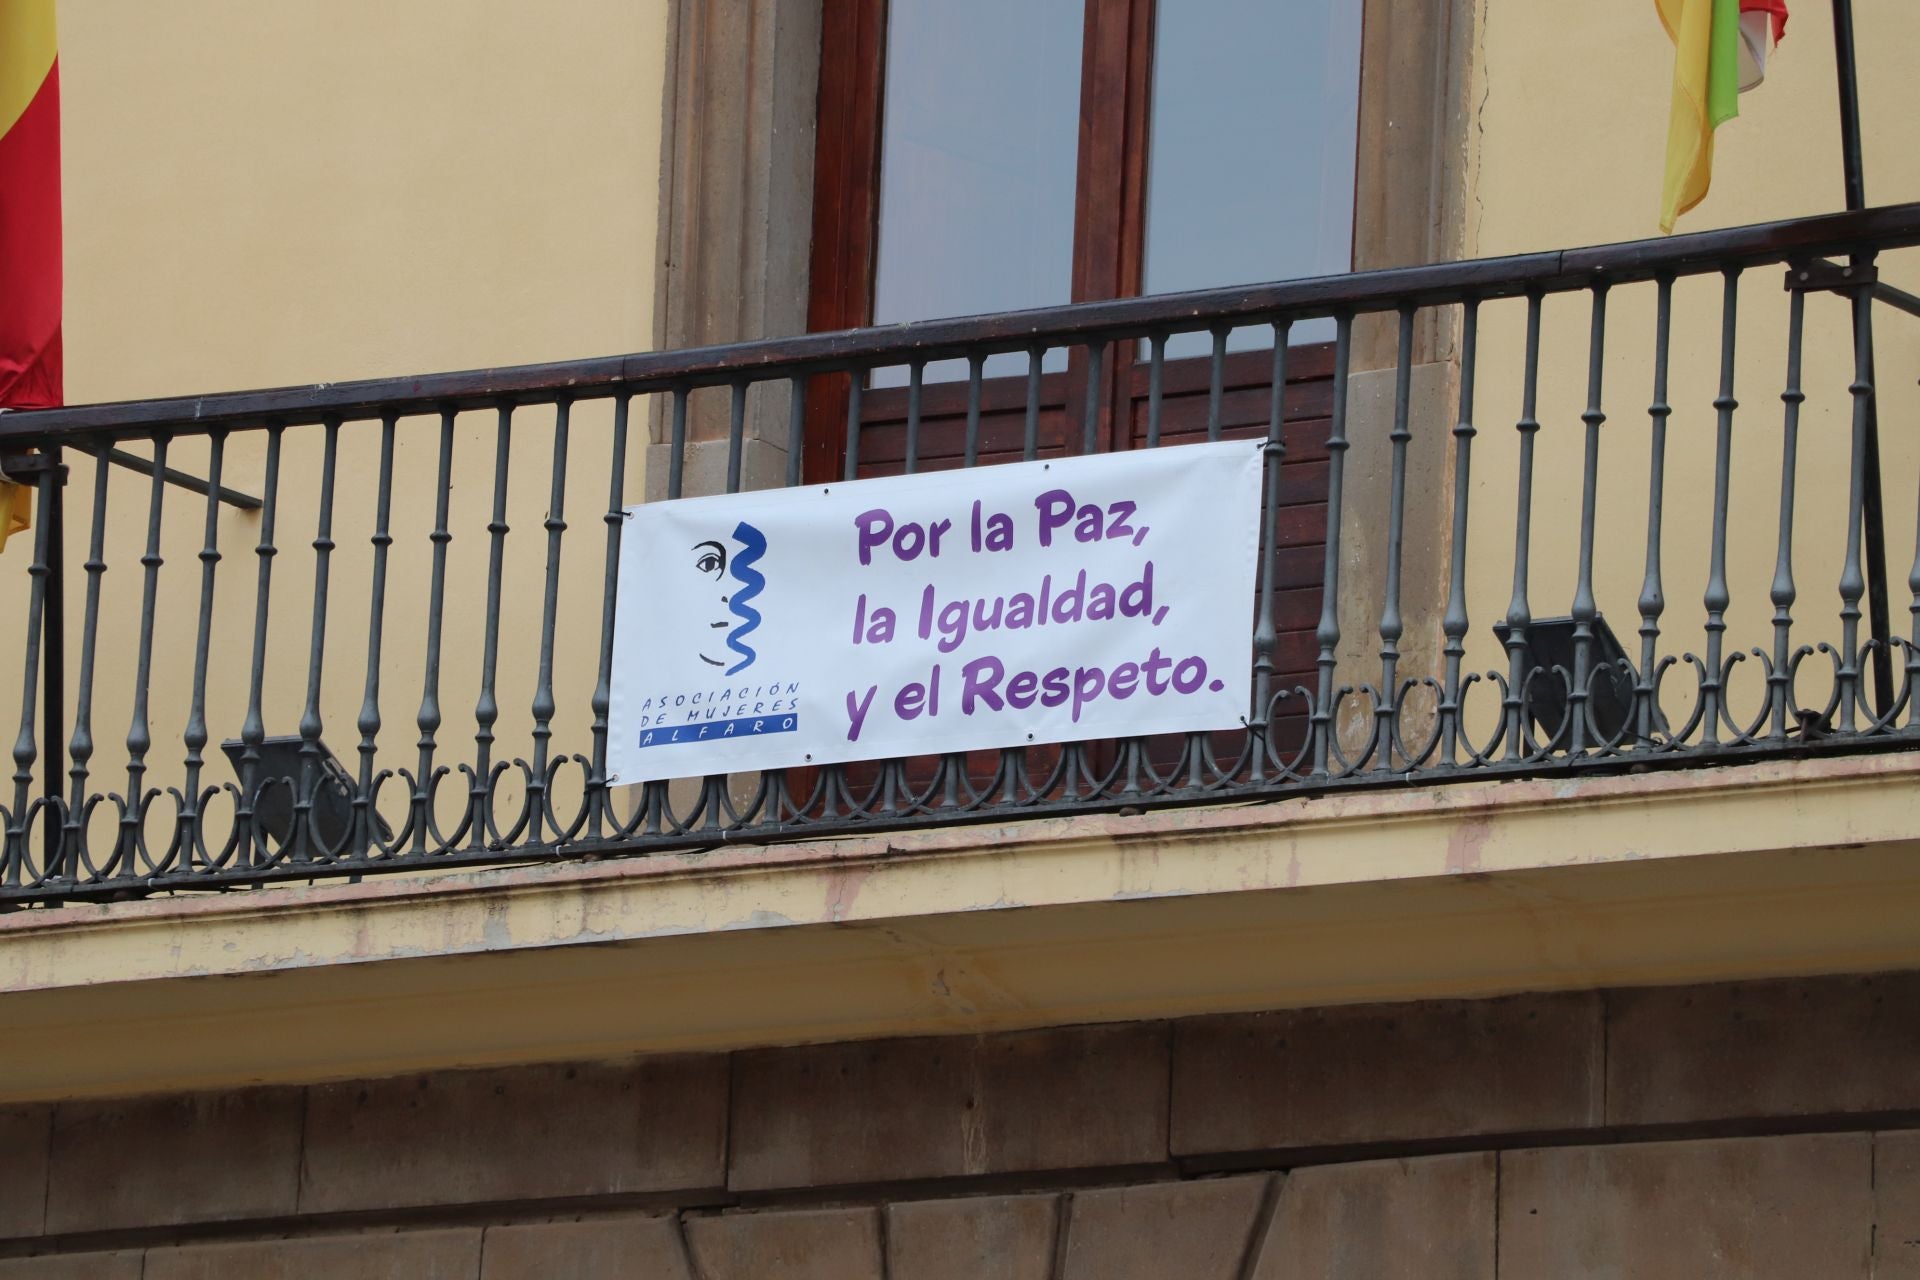 Por la Paz,
la Igualdad,
y el Respeto.
ASOCIACIÓN
DE MUJERES
ALFARO